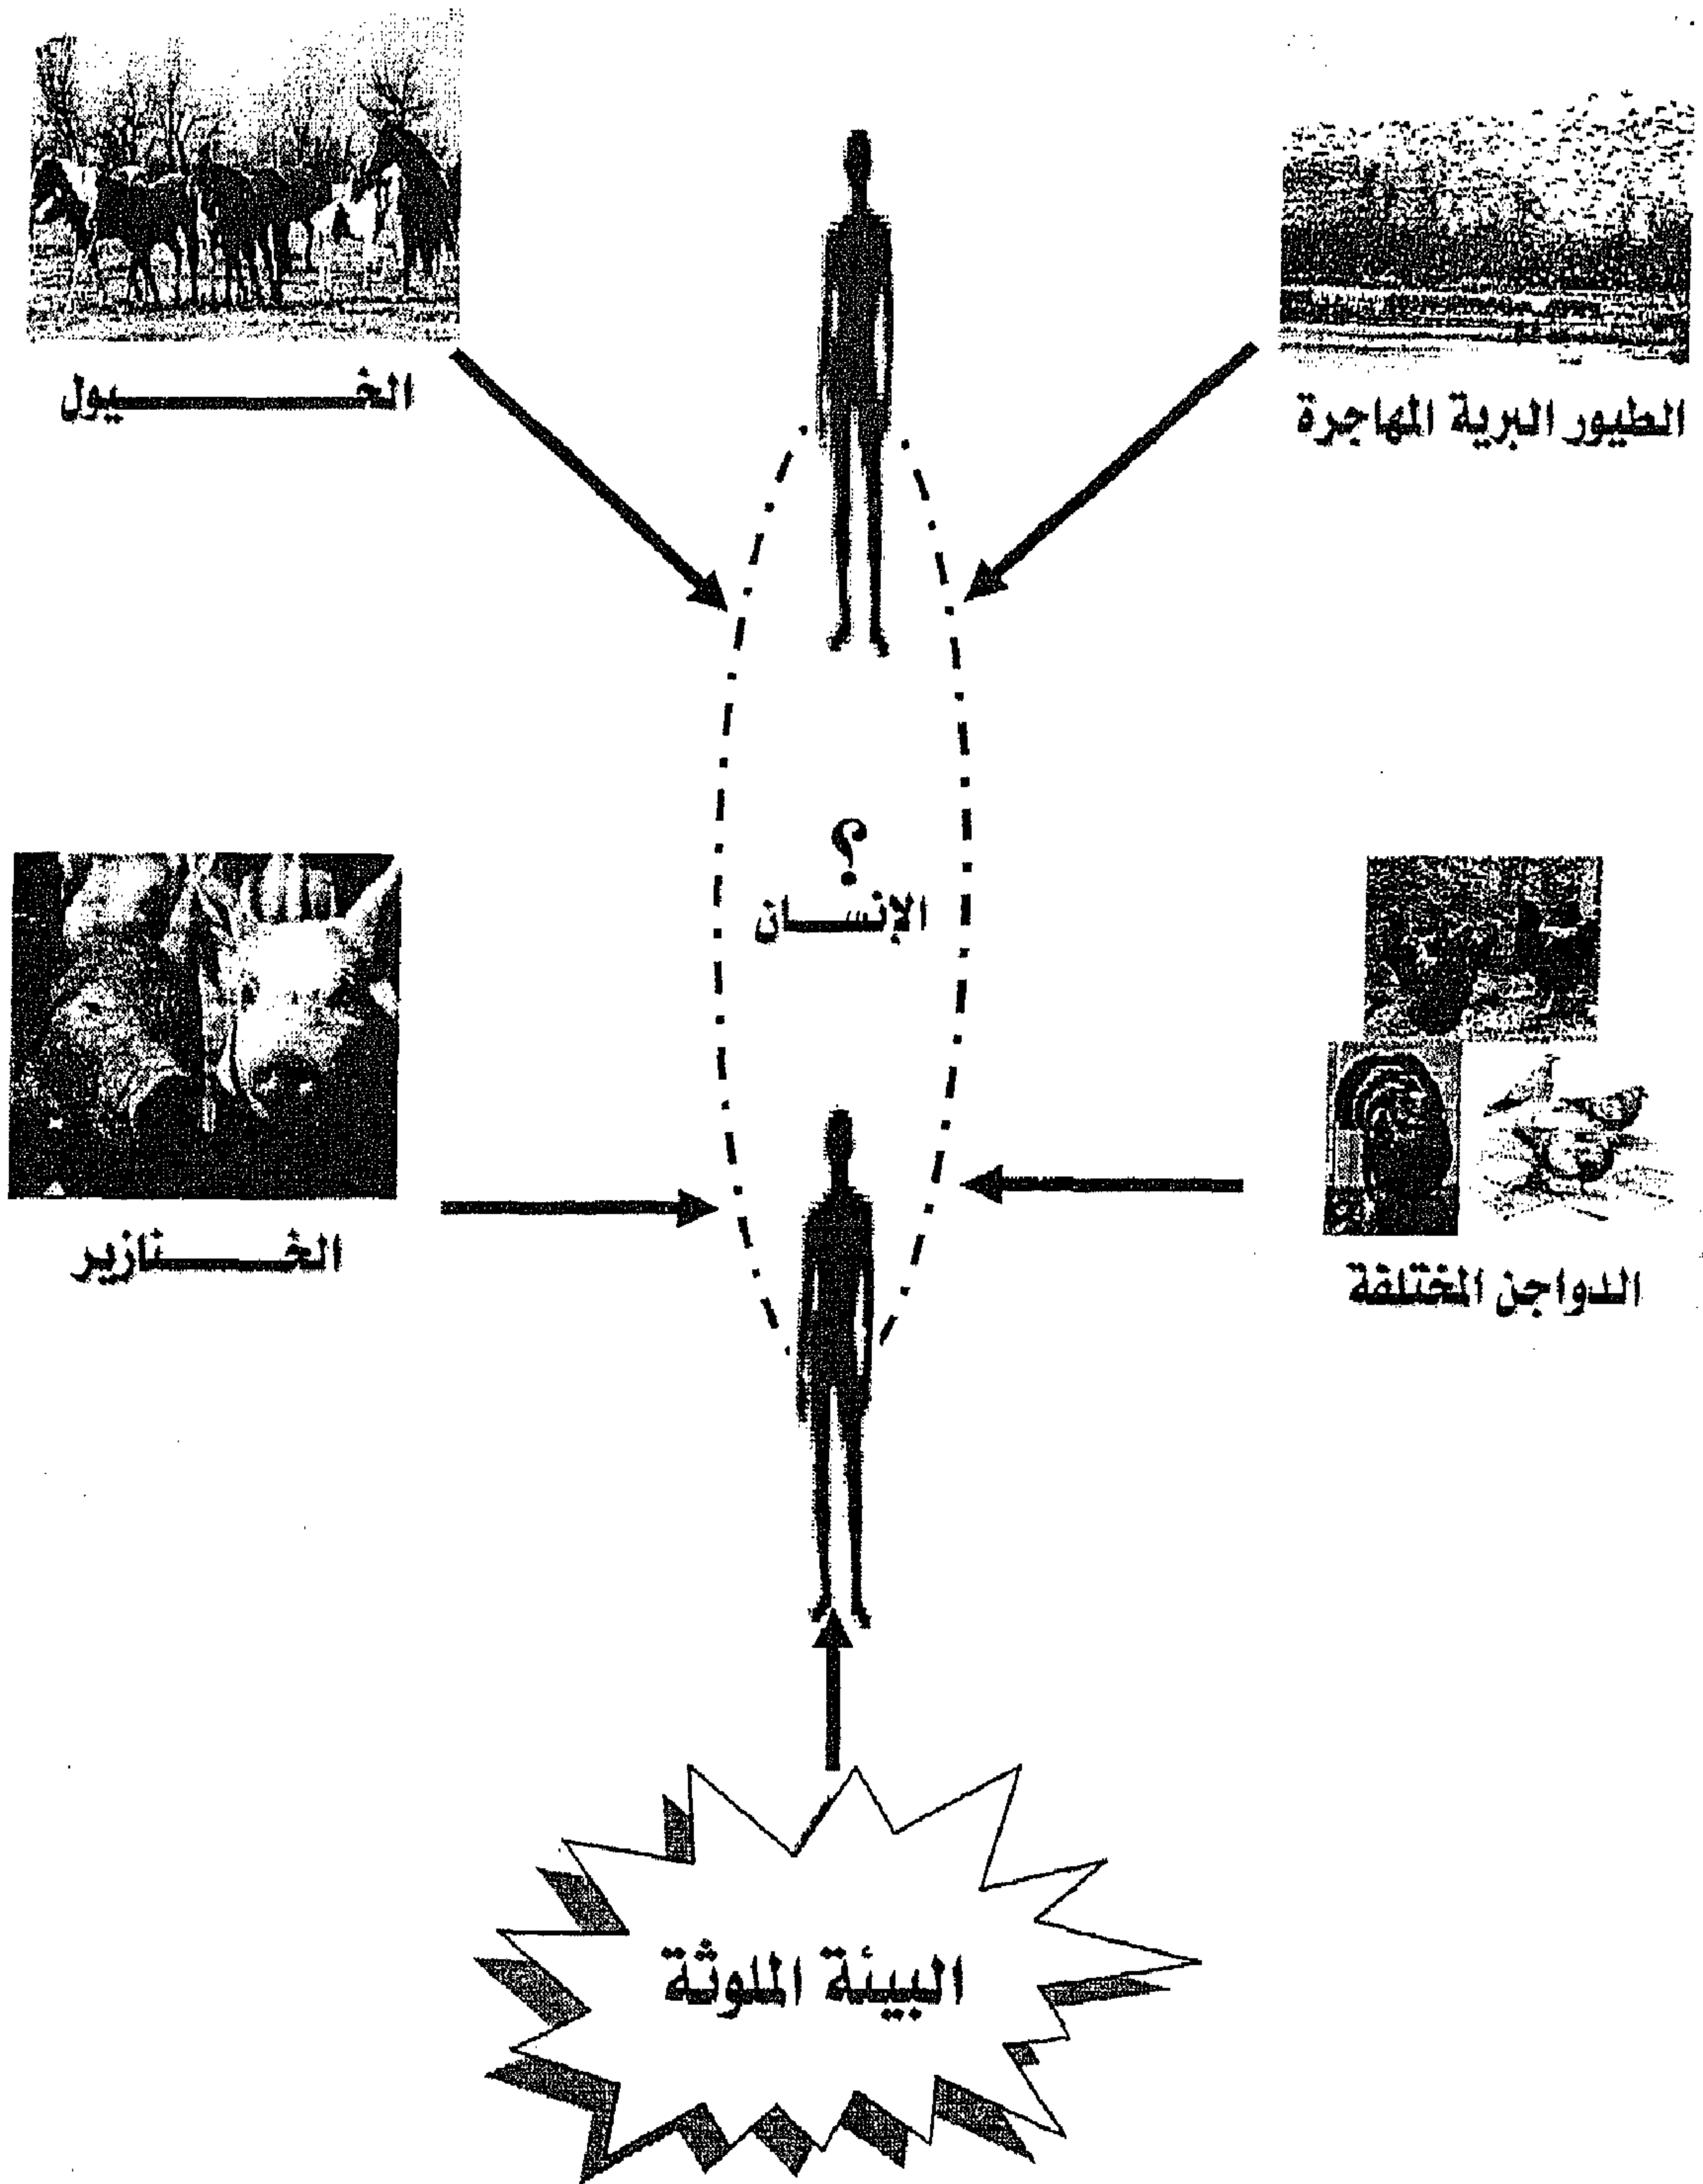 الطيور البرية المهاجرة
الخيول
؟
الإنسان
الدواجن المختلفة
الخنازير
البيئة الملوثة